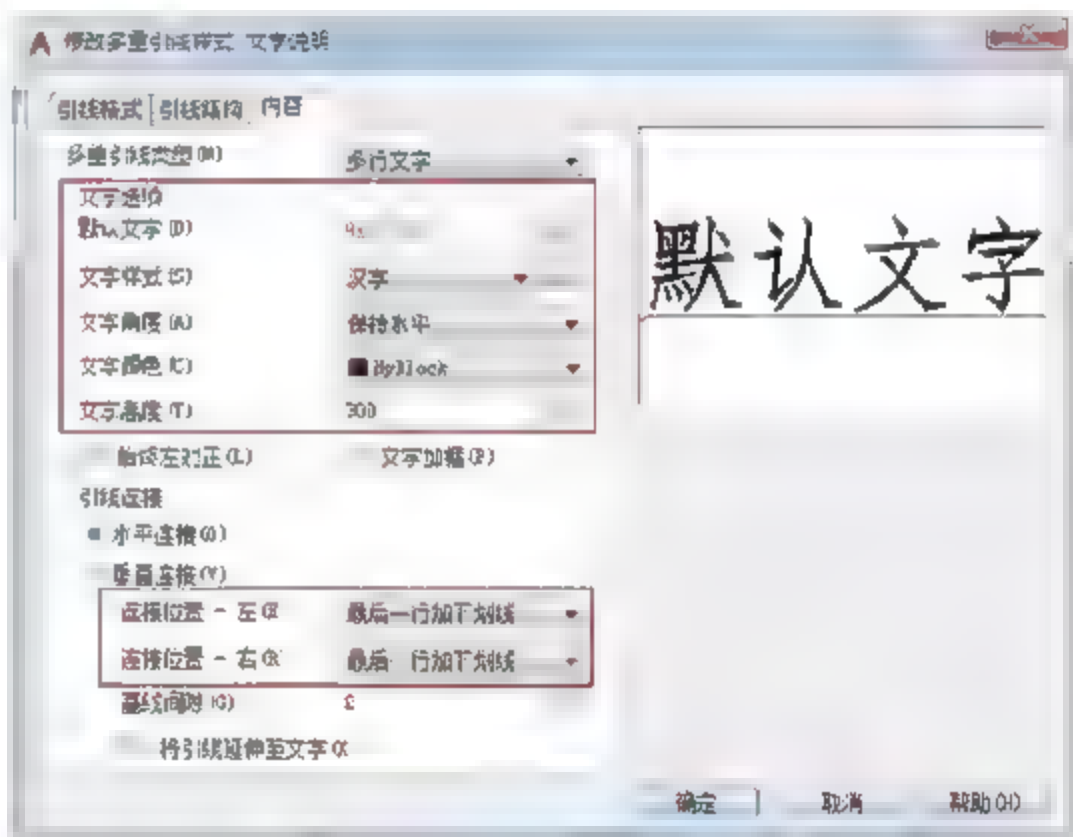 修改多重引线样式 文字说明
引线格式 引线结构 内容
多重引线类型(M) 多行文字
文字选项
默认文字(D)
文字样式(S) 汉字
文字角度(A) 保持水平
文字颜色(C) ByBlock
文字高度(T) 300
始终左对正(L) 文字加框(F)
引线连接
水平连接(O)
垂直连接(V)
连接位置 - 左(E) 最后一行加下划线
连接位置 - 右(R) 最后一行加下划线
基线间隙(G) 2
将引线延伸至文字(X)
默认文字
确定 取消 帮助(H)